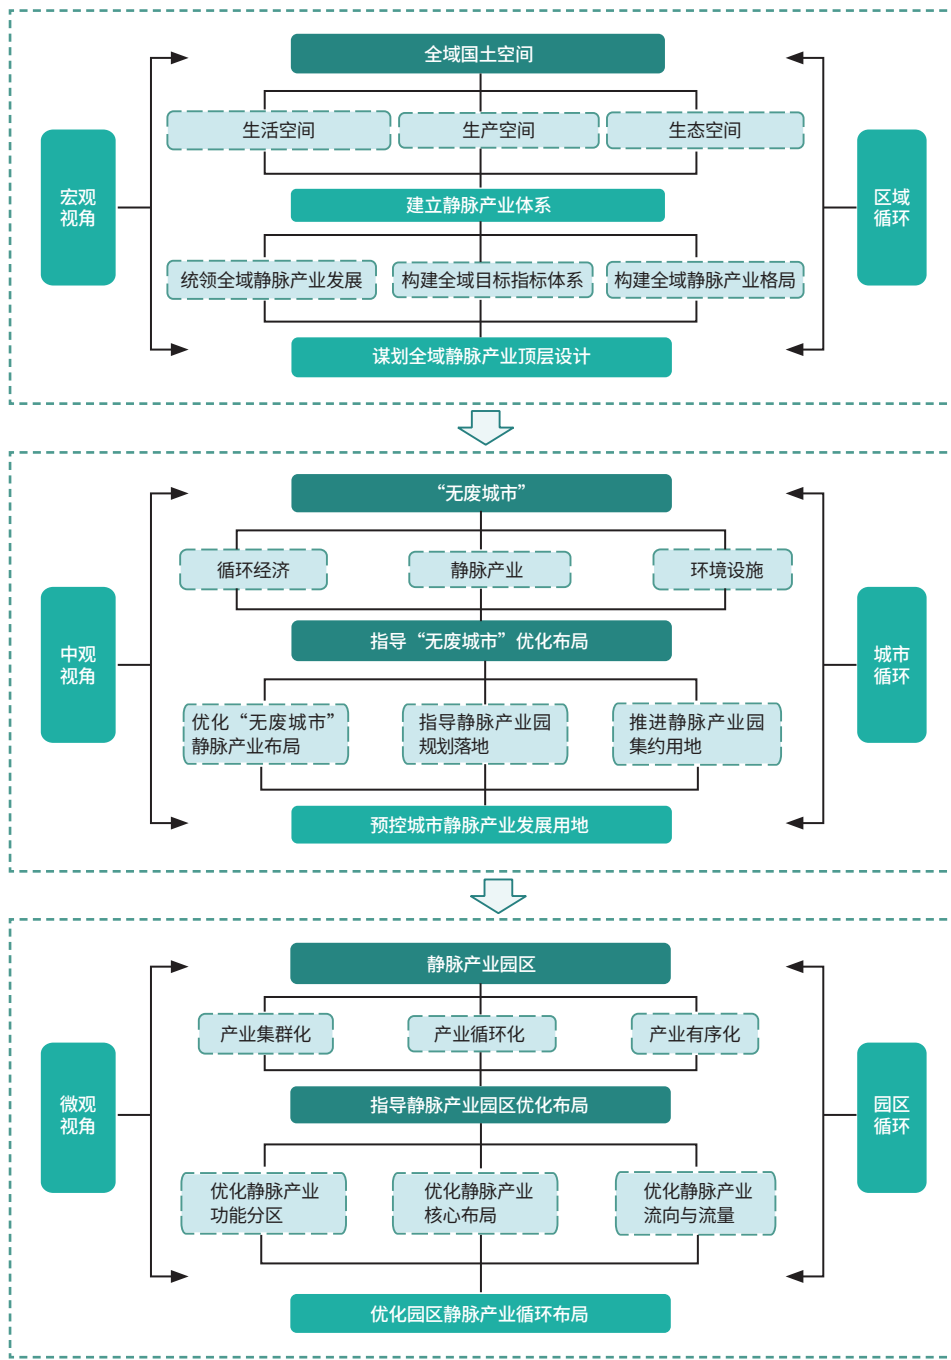 全域国土空间
生活空间
生产空间
生态空间
宏观
视角
区域
循环
建立静脉产业体系
统领全域静脉产业发展
构建全域目标指标体系
构建全域静脉产业格局
谋划全域静脉产业顶层设计
“无废城市”
循环经济
静脉产业
环境设施
指导“无废城市”优化布局
中观
视角
城市
循环
优化“无废城市”
静脉产业布局
指导静脉产业园
规划落地
推进静脉产业园
集约用地
预控城市静脉产业发展用地
静脉产业园区
产业集群化
产业循环化
产业有序化
微观
视角
园区
循环
指导静脉产业园区优化布局
优化静脉产业
功能分区
优化静脉产业
核心布局
优化静脉产业
流向与流量
优化园区静脉产业循环布局